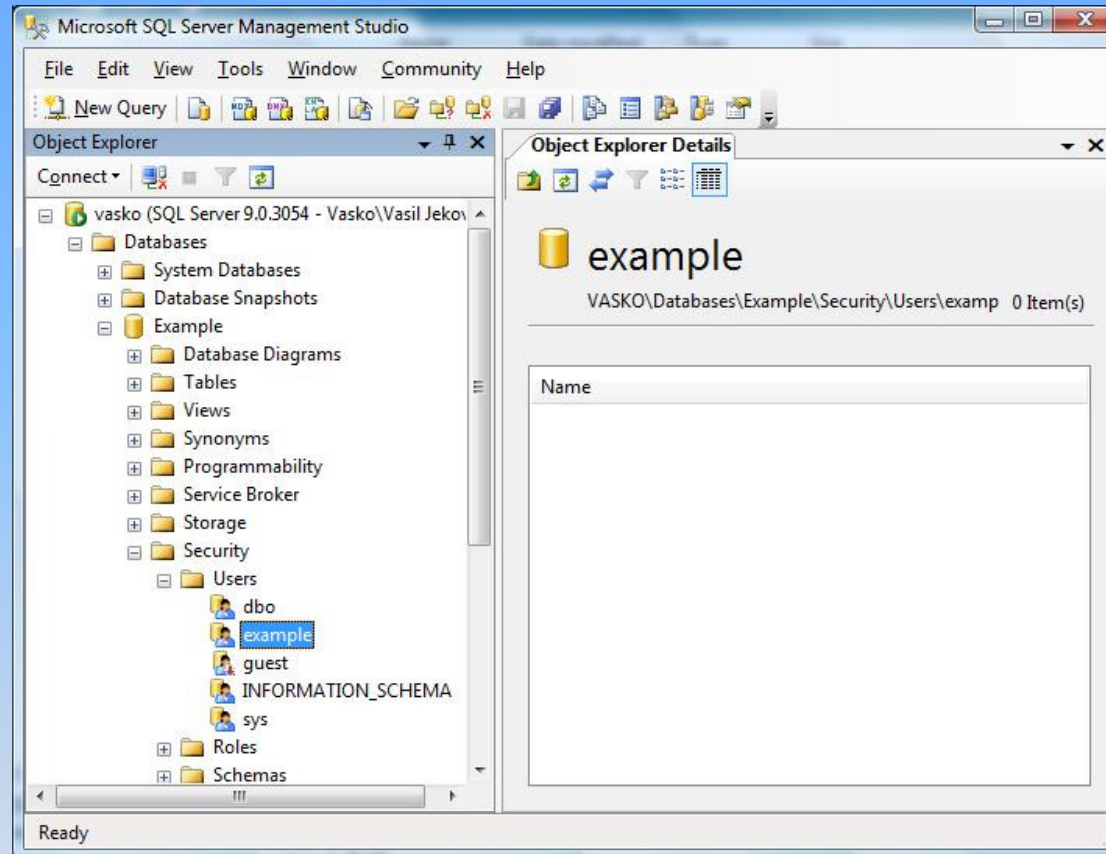 Microsoft SQL Server Management Studio
File Edit View Tools Window Community Help
New Query
Object Explorer
Connect
vasko (SQL Server 9.0.3054 - Vasko\Vasil Jekov
Databases
System Databases
Database Snapshots
Example
Database Diagrams
Tables
Views
Synonyms
Programmability
Service Broker
Storage
Security
Users
dbo
example
guest
INFORMATION_SCHEMA
sys
Roles
Schemas
Object Explorer Details
example
VASKO\Databases\Example\Security\Users\examp 0 Item(s)
Name
Ready